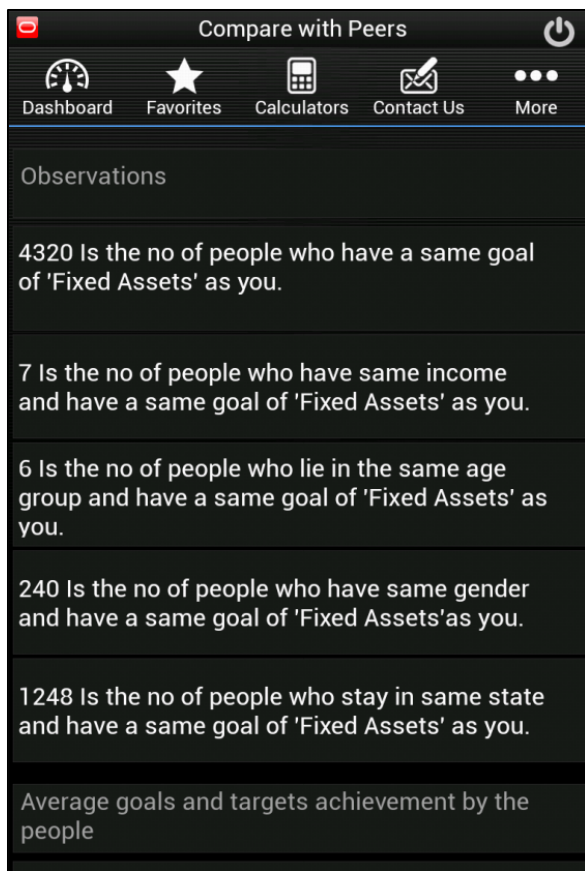 Compare with Peers
Dashboard
Favorites
Calculators
Contact Us
More
Observations
4320 Is the no of people who have a same goal
of 'Fixed Assets' as you.
7 Is the no of people who have same income
and have a same goal of 'Fixed Assets' as you.
6 Is the no of people who lie in the same age
group and have a same goal of 'Fixed Assets' as
you.
240 Is the no of people who have same gender
and have a same goal of 'Fixed Assets'as you.
1248 Is the no of people who stay in same state
and have a same goal of 'Fixed Assets' as you.
Average goals and targets achievement by the
people